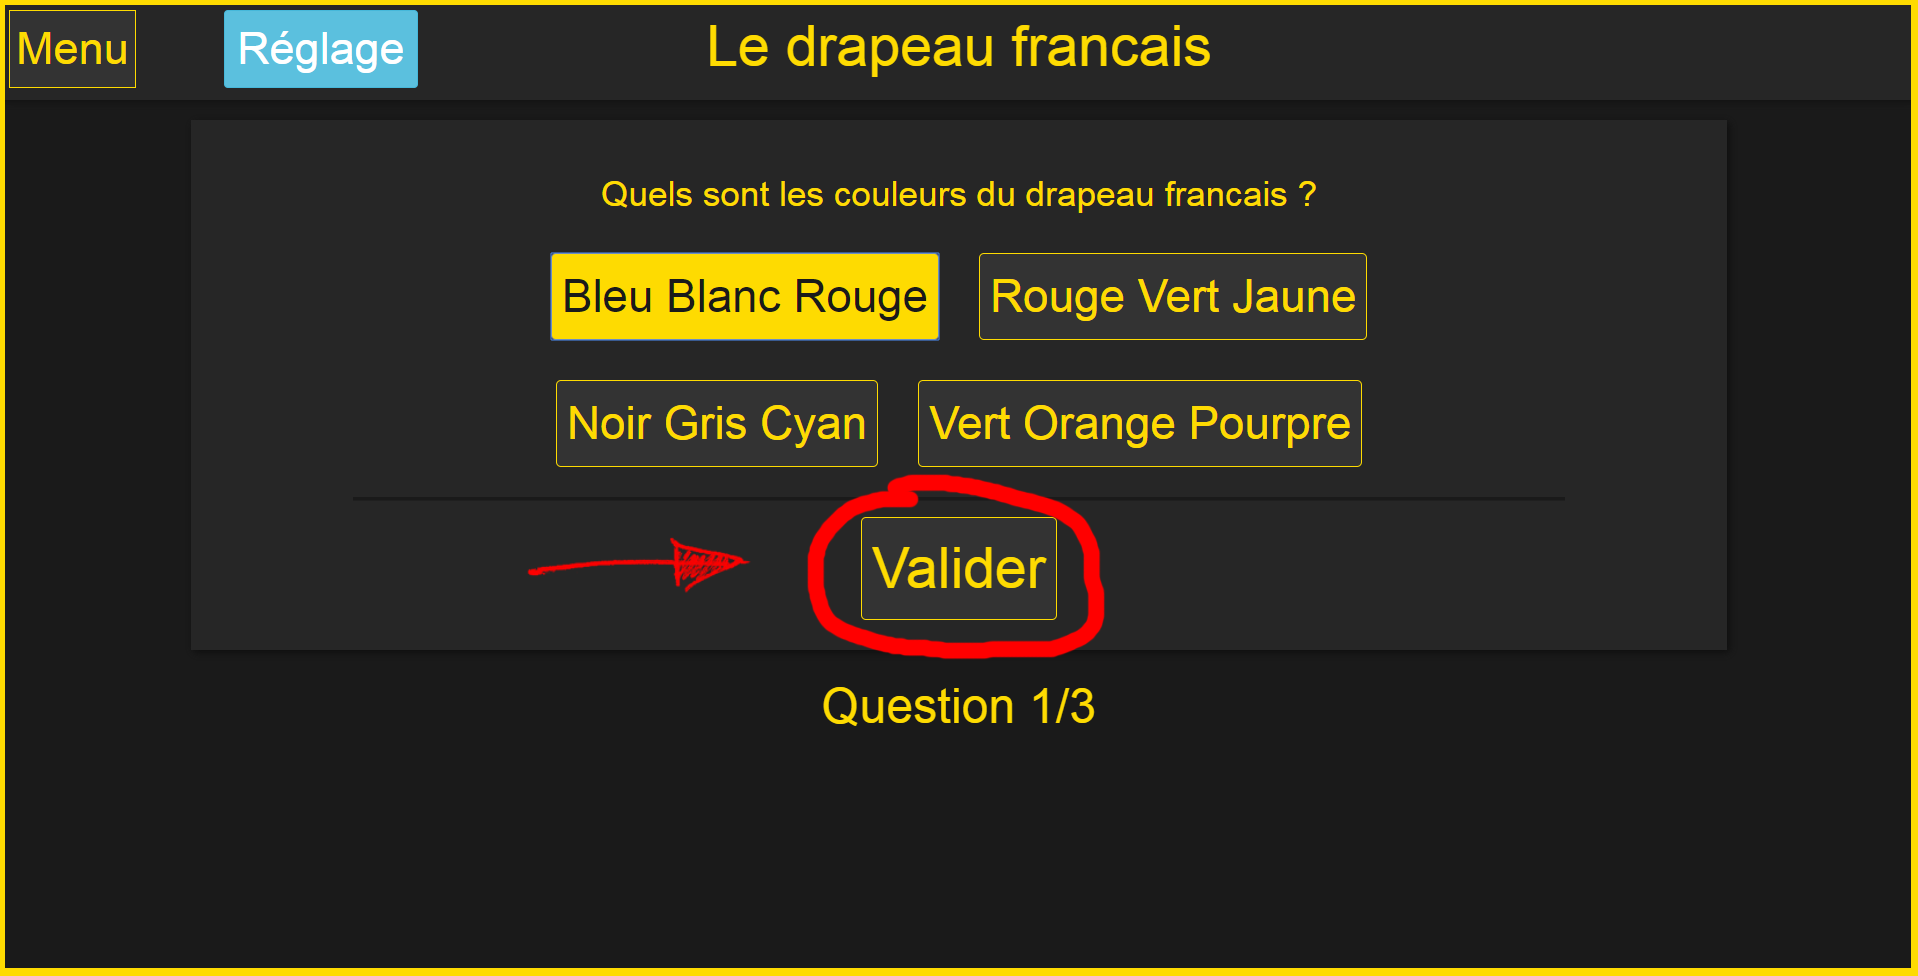 Menu Réglage Le drapeau francais
Quels sont les couleurs du drapeau francais ?
Bleu Blanc Rouge Rouge Vert Jaune
Noir Gris Cyan Vert Orange Pourpre
Valider
Question 1/3